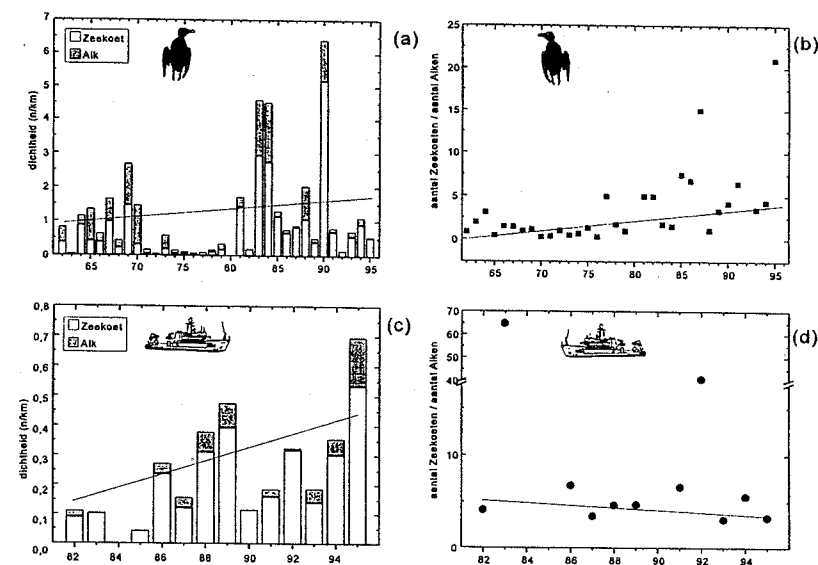 (a)
Zeekoet
Alk
dichtheid (n/km)
7
6
5
4
3
2
1
0
65 70 75 80 85 90 95
(b)
aantal Zeekoeten / aantal Alken
25
20
15
10
5
0
65 70 75 80 85 90 95
(c)
Zeekoet
Alk
dichtheid (n/km)
0,8
0,7
0,6
0,5
0,4
0,3
0,2
0,1
0,0
82 84 86 88 90 92 94
(d)
aantal Zeekoeten / aantal Alken
70
60
50
40
10
0
82 84 86 88 90 92 94